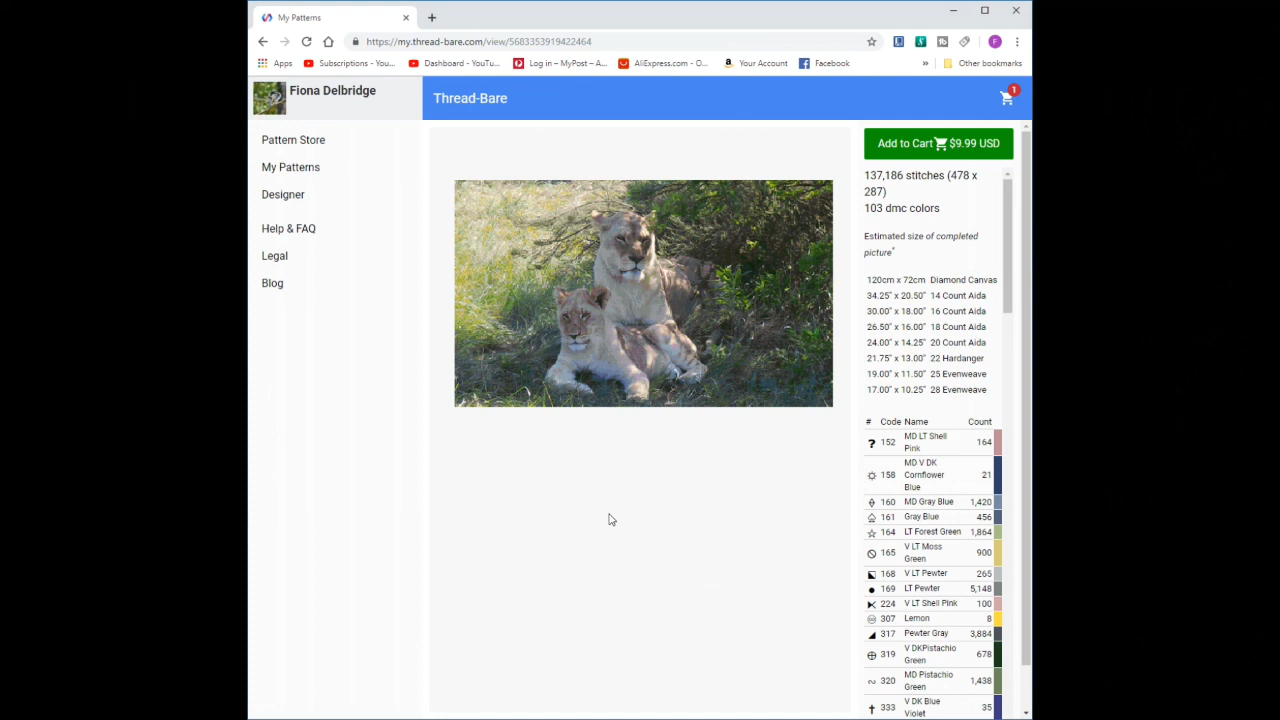 My Patterns
https://my.thread-bare.com/view/5683353919422464
Apps
Subscriptions - You...
Dashboard - YouTu...
Log in – MyPost – A...
AliExpress.com - O...
Your Account
Facebook
»
Other bookmarks
F
Fiona Delbridge
Thread-Bare
1
Pattern Store
My Patterns
Designer
Help & FAQ
Legal
Blog
Add to Cart $9.99 USD
137,186 stitches (478 x
287)
103 dmc colors
Estimated size of completed
picture*
120cm x 72cm Diamond Canvas
34.25" x 20.50" 14 Count Aida
30.00" x 18.00" 16 Count Aida
26.50" x 16.00" 18 Count Aida
24.00" x 14.25" 20 Count Aida
21.75" x 13.00" 22 Hardanger
19.00" x 11.50" 25 Evenweave
17.00" x 10.25" 28 Evenweave
# Code Name Count
? 152 MD LT Shell
Pink 164
158 MD V DK
Cornflower
Blue 21
160 MD Gray Blue 1,420
161 Gray Blue 456
164 LT Forest Green 1,864
165 V LT Moss
Green 900
168 V LT Pewter 265
169 LT Pewter 5,148
224 V LT Shell Pink 100
307 Lemon 8
317 Pewter Gray 3,884
319 V DKPistachio
Green 678
320 MD Pistachio
Green 1,438
333 V DK Blue
Violet 35